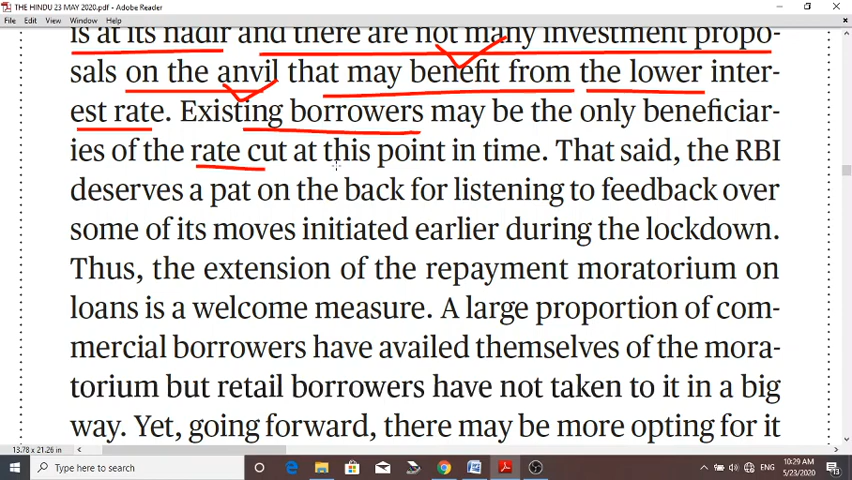 THE HINDU 23 MAY 2020.pdf - Adobe Reader
File Edit View Window Help
is at its nadir and there are not many investment propo-
sals on the anvil that may benefit from the lower inter-
est rate. Existing borrowers may be the only beneficiar-
ies of the rate cut at this point in time. That said, the RBI
deserves a pat on the back for listening to feedback over
some of its moves initiated earlier during the lockdown.
Thus, the extension of the repayment moratorium on
loans is a welcome measure. A large proportion of com-
mercial borrowers have availed themselves of the mora-
torium but retail borrowers have not taken to it in a big
way. Yet, going forward, there may be more opting for it
13.78 x 21.26 in
Type here to search
ENG
10:29 AM
5/23/2020
13